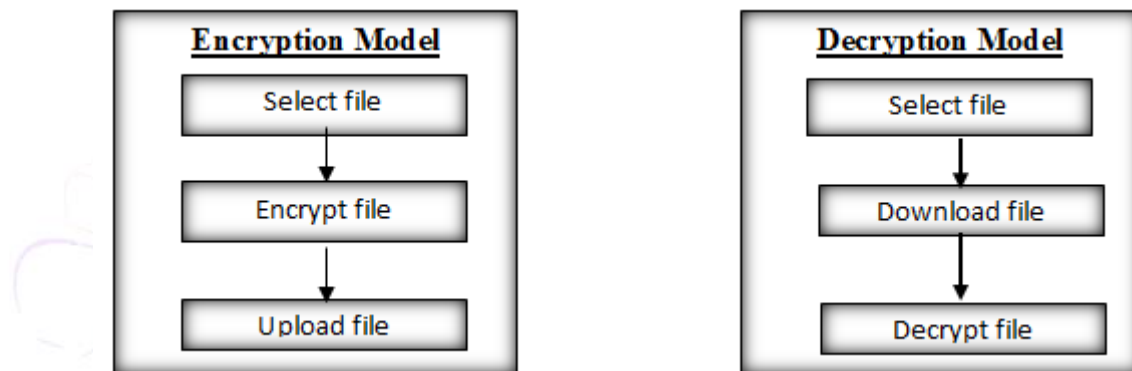 Encryption Model
Select file
Encrypt file
Upload file
Decryption Model
Select file
Download file
Decrypt file